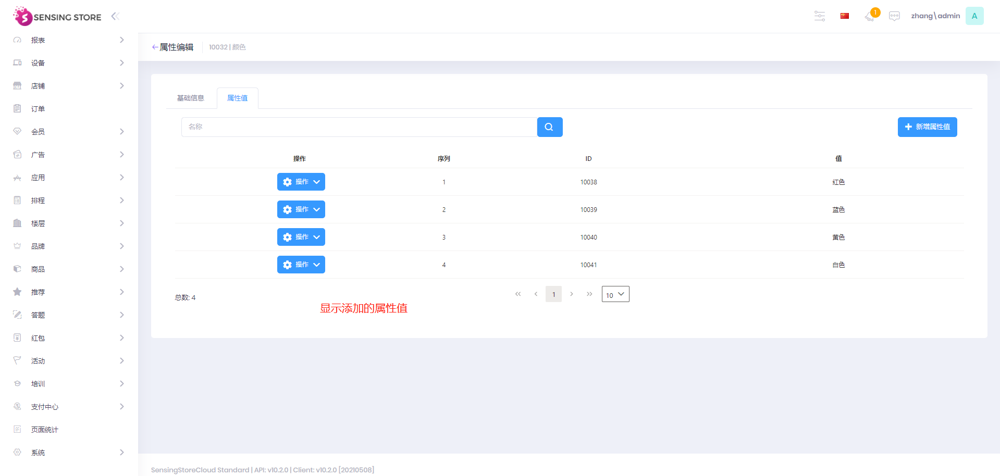 SENSING STORE
1
zhang\admin
A
报表
设备
店铺
订单
会员
广告
应用
排程
楼层
品牌
商品
推荐
答题
红包
活动
培训
支付中心
页面统计
系统
属性编辑
10032 | 颜色
基础信息
属性值
名称
新增属性值
操作 序列 ID 值
操作 1 10038 红色
操作 2 10039 蓝色
操作 3 10040 黄色
操作 4 10041 白色
总数: 4
1
10
显示添加的属性值
SensingStoreCloud Standard | API: v10.2.0 | Client: v10.2.0 [20210508]